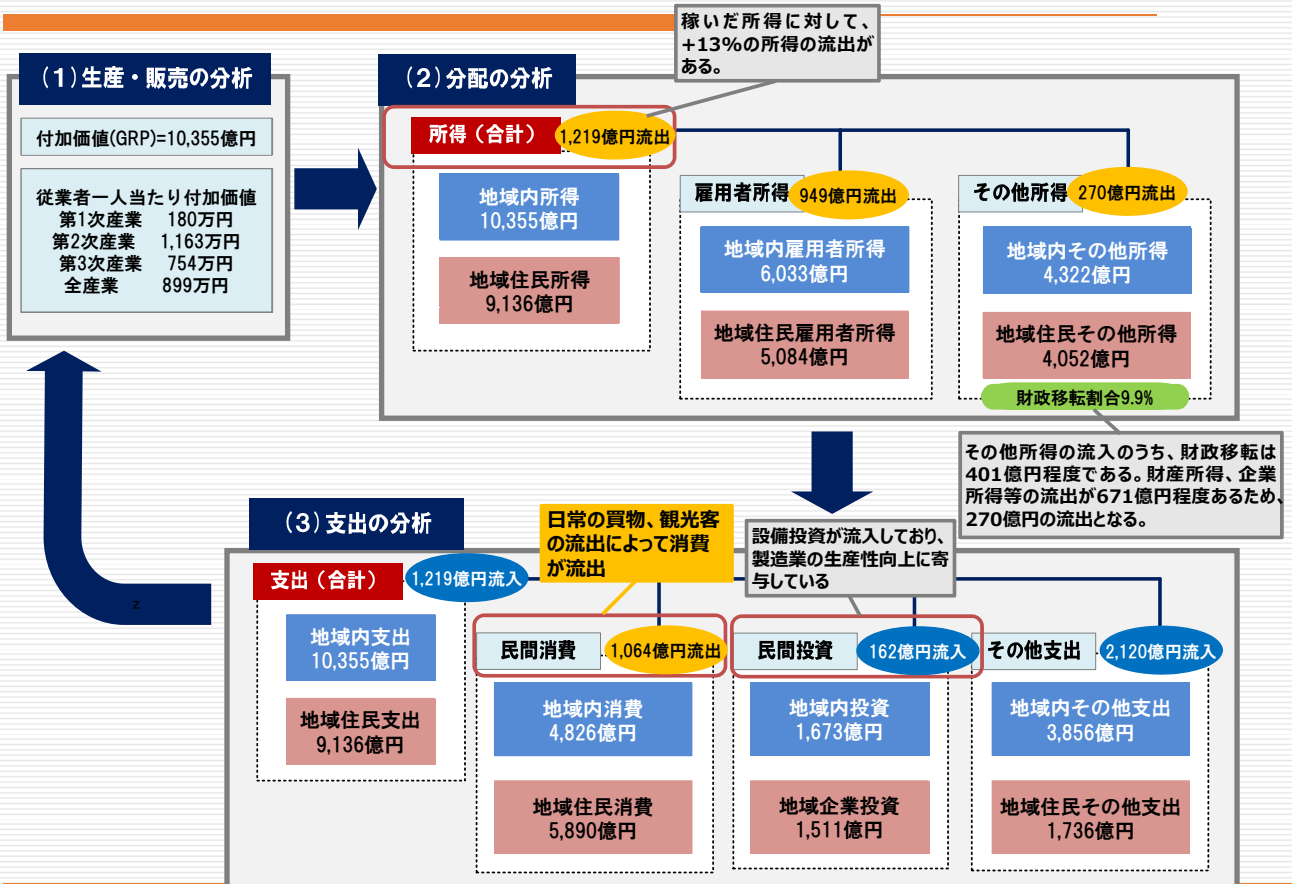 稼いだ所得に対して、
+13%の所得の流出が
ある。
(1)生産・販売の分析
付加価値(GRP)=10,355億円
従業者一人当たり付加価値
第1次産業 180万円
第2次産業 1,163万円
第3次産業 754万円
全産業 899万円
(2)分配の分析
所得(合計)
1,219億円流出
地域内所得
10,355億円
地域住民所得
9,136億円
雇用者所得
949億円流出
地域内雇用者所得
6,033億円
地域住民雇用者所得
5,084億円
その他所得
270億円流出
地域内その他所得
4,322億円
地域住民その他所得
4,052億円
財政移転割合9.9%
その他所得の流入のうち、財政移転は
401億円程度である。財産所得、企業
所得等の流出が671億円程度あるため、
270億円の流出となる。
(3)支出の分析
日常の買物、観光客
の流出によって消費
が流出
設備投資が流入しており、
製造業の生産性向上に寄
与している
支出(合計)
1,219億円流入
地域内支出
10,355億円
地域住民支出
9,136億円
民間消費
1,064億円流出
地域内消費
4,826億円
地域住民消費
5,890億円
民間投資
162億円流入
地域内投資
1,673億円
地域企業投資
1,511億円
その他支出
2,120億円流入
地域内その他支出
3,856億円
地域住民その他支出
1,736億円
z